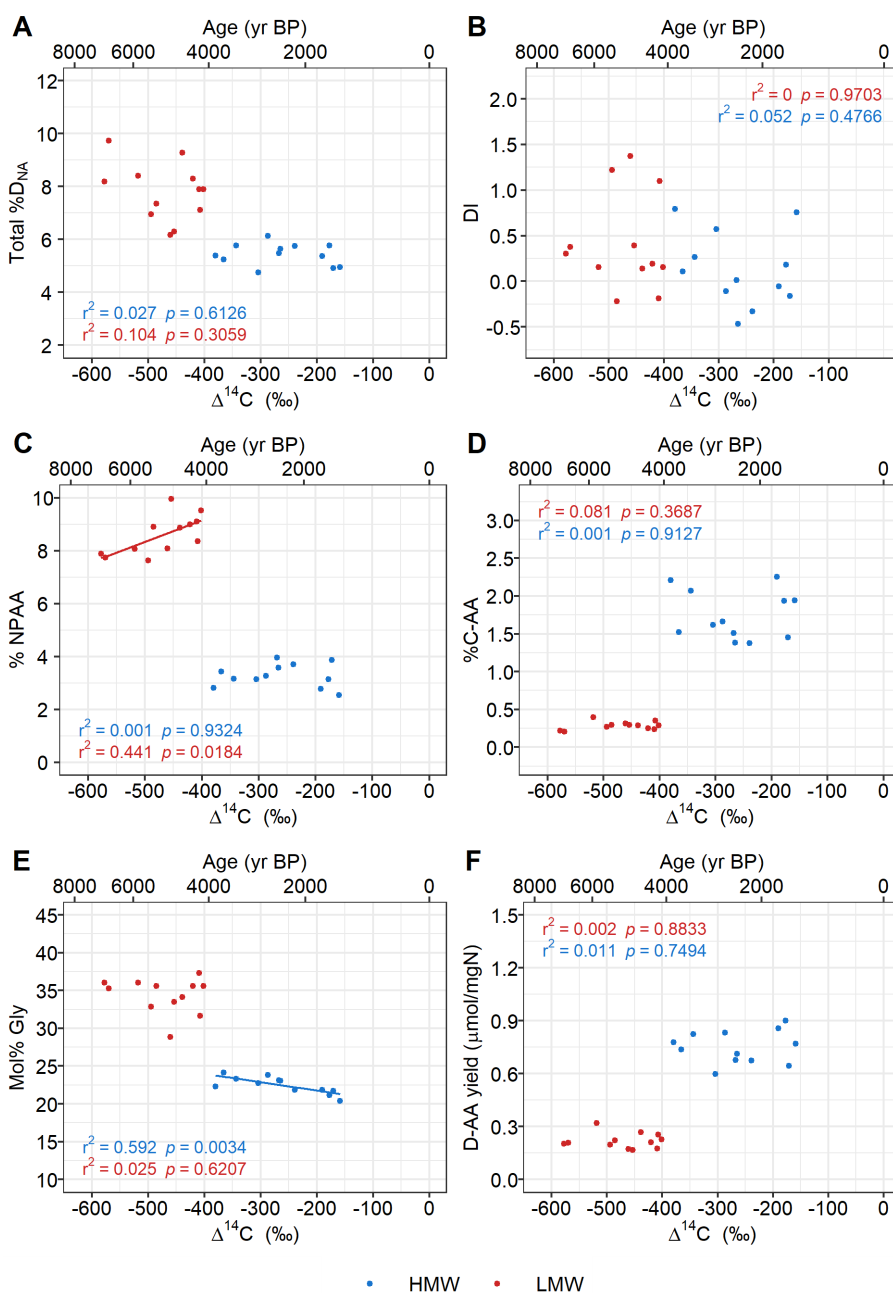 A
Age (yr BP)
8000 6000 4000 2000 0
Total %D_NA
12
10
8
6
4
2
r² = 0.027 p = 0.6126
r² = 0.104 p = 0.3059
-600 -500 -400 -300 -200 -100 0
Δ¹⁴C (‰)
B
Age (yr BP)
8000 6000 4000 2000 0
DI
2.0
1.5
1.0
0.5
0.0
-0.5
r² = 0 p = 0.9703
r² = 0.052 p = 0.4766
-600 -500 -400 -300 -200 -100
Δ¹⁴C (‰)
C
Age (yr BP)
8000 6000 4000 2000 0
% NPAA
10
8
6
4
2
0
r² = 0.001 p = 0.9324
r² = 0.441 p = 0.0184
-600 -500 -400 -300 -200 -100 0
Δ¹⁴C (‰)
D
Age (yr BP)
8000 6000 4000 2000 0
%C-AA
3.0
2.5
2.0
1.5
1.0
0.5
0.0
r² = 0.081 p = 0.3687
r² = 0.001 p = 0.9127
-600 -500 -400 -300 -200 -100 0
Δ¹⁴C (‰)
E
Age (yr BP)
8000 6000 4000 2000 0
Mol% Gly
45
40
35
30
25
20
15
10
r² = 0.592 p = 0.0034
r² = 0.025 p = 0.6207
-600 -500 -400 -300 -200 -100 0
Δ¹⁴C (‰)
F
Age (yr BP)
8000 6000 4000 2000 0
D-AA yield (μmol/mgN)
1.5
1.2
0.9
0.6
0.3
0.0
r² = 0.002 p = 0.8833
r² = 0.011 p = 0.7494
-600 -500 -400 -300 -200 -100 0
Δ¹⁴C (‰)
HMW LMW